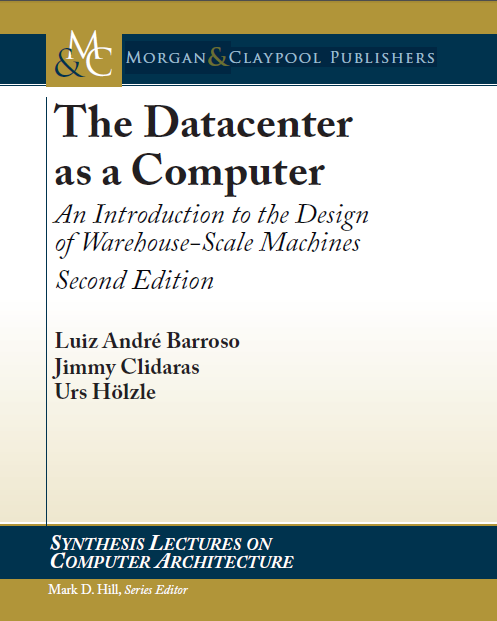 M&C
MORGAN&CLAYPOOL PUBLISHERS
The Datacenter
as a Computer
An Introduction to the Design
of Warehouse-Scale Machines
Second Edition
Luiz André Barroso
Jimmy Clidaras
Urs Hölzle
SYNTHESIS LECTURES ON
COMPUTER ARCHITECTURE
Mark D. Hill, Series Editor